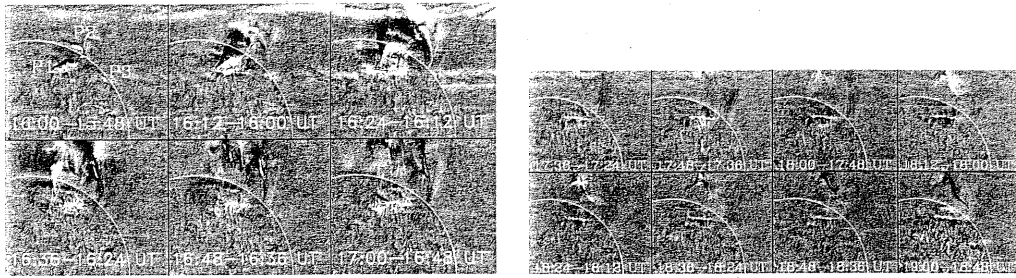 P2
P1 P3
16:00-15:48 UT 16:12-16:00 UT 16:24-16:12 UT
16:36-16:24 UT 16:48-16:36 UT 17:00-16:48 UT
17:36-17:24 UT 17:48-17:36 UT 18:00-17:48 UT 18:12-18:00 UT
18:24-18:12 UT 18:36-18:24 UT 18:48-18:36 UT 19:00-18:48 UT